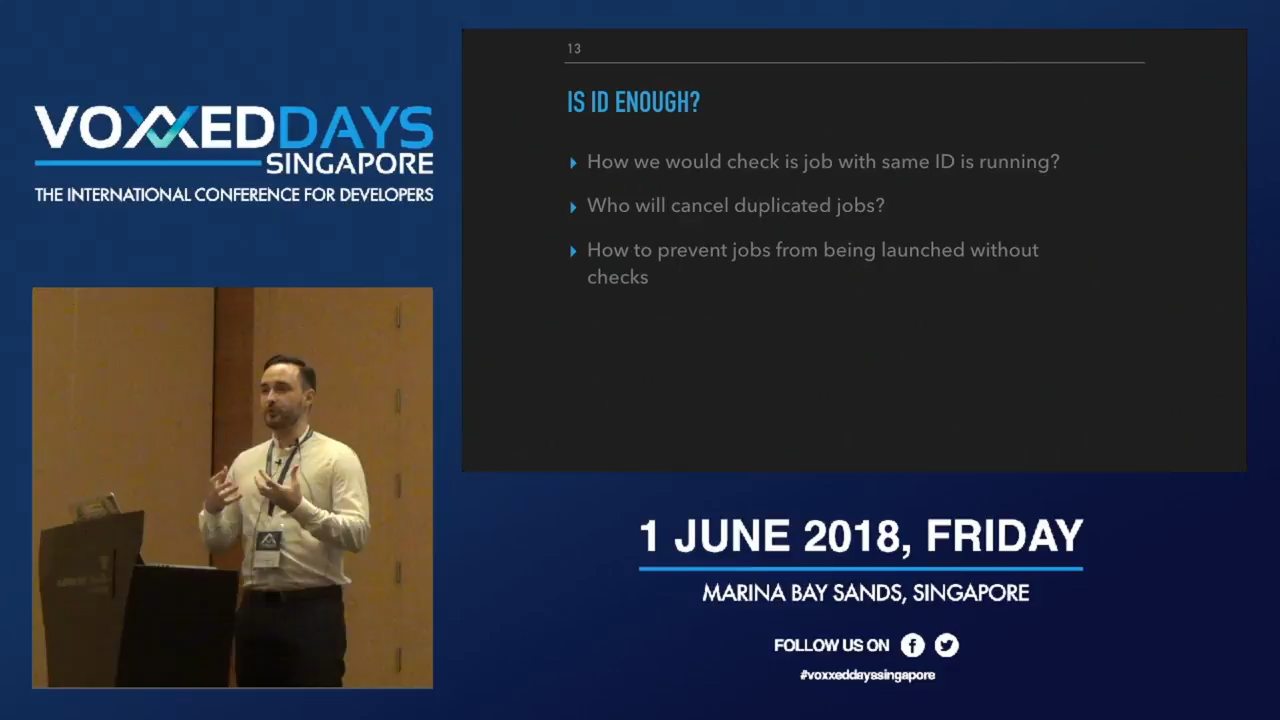 VOXXEDDAYS
SINGAPORE
THE INTERNATIONAL CONFERENCE FOR DEVELOPERS
13
IS ID ENOUGH?
How we would check is job with same ID is running?
Who will cancel duplicated jobs?
How to prevent jobs from being launched without
checks
1 JUNE 2018, FRIDAY
MARINA BAY SANDS, SINGAPORE
FOLLOW US ON
#voxxeddayssingapore